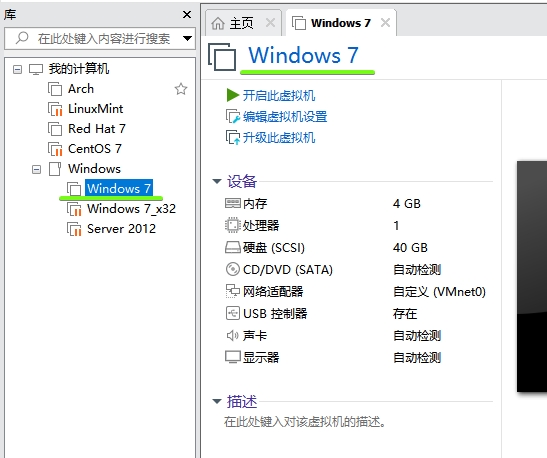 库
在此处键入内容进行搜索
我的计算机
Arch
LinuxMint
Red Hat 7
CentOS 7
Windows
Windows 7
Windows 7_x32
Server 2012
主页
Windows 7
Windows 7
开启此虚拟机
编辑虚拟机设置
升级此虚拟机
设备
内存 4 GB
处理器 1
硬盘 (SCSI) 40 GB
CD/DVD (SATA) 自动检测
网络适配器 自定义 (VMnet0)
USB 控制器 存在
声卡 自动检测
显示器 自动检测
描述
在此处键入对该虚拟机的描述。